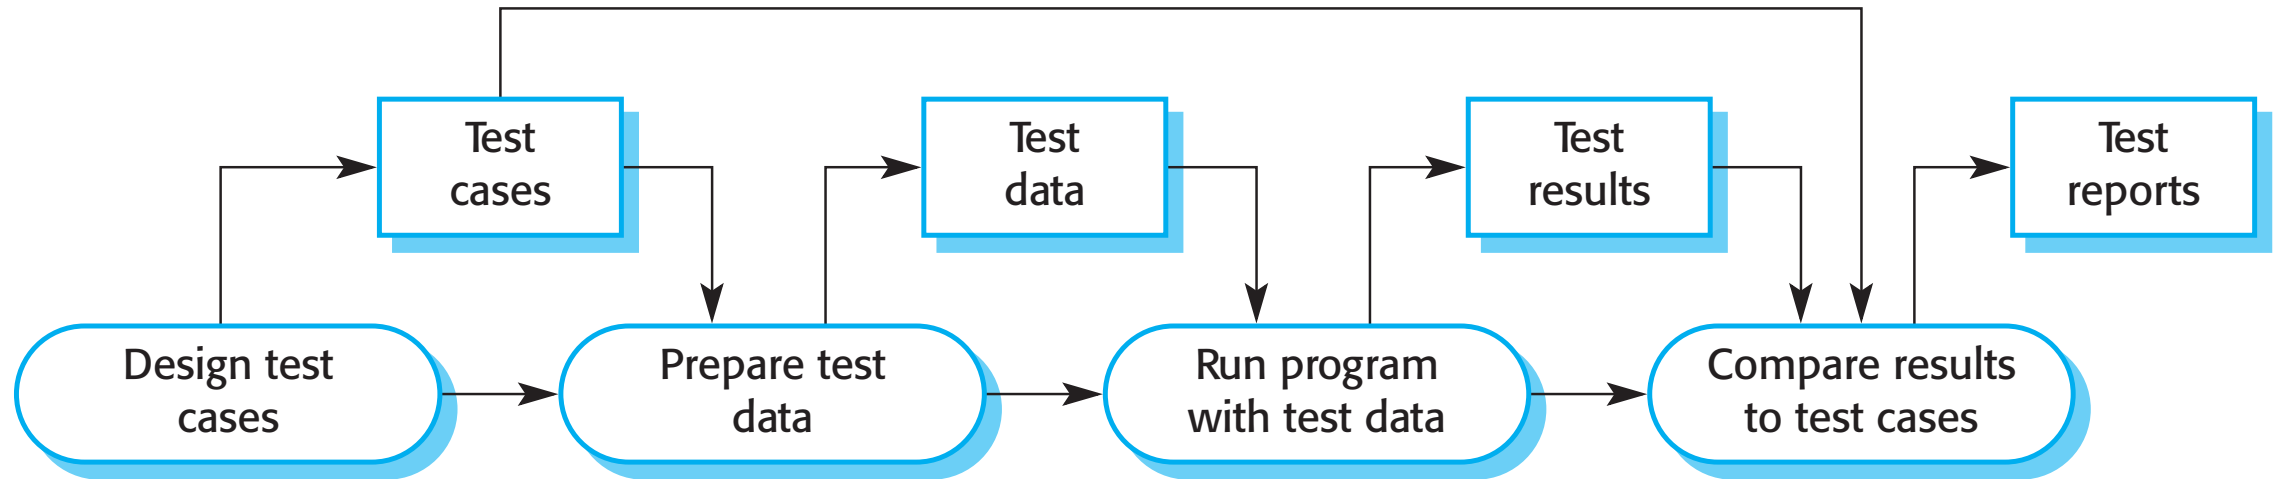 Test
cases
Test
data
Test
results
Test
reports
Design test
cases
Prepare test
data
Run program
with test data
Compare results
to test cases